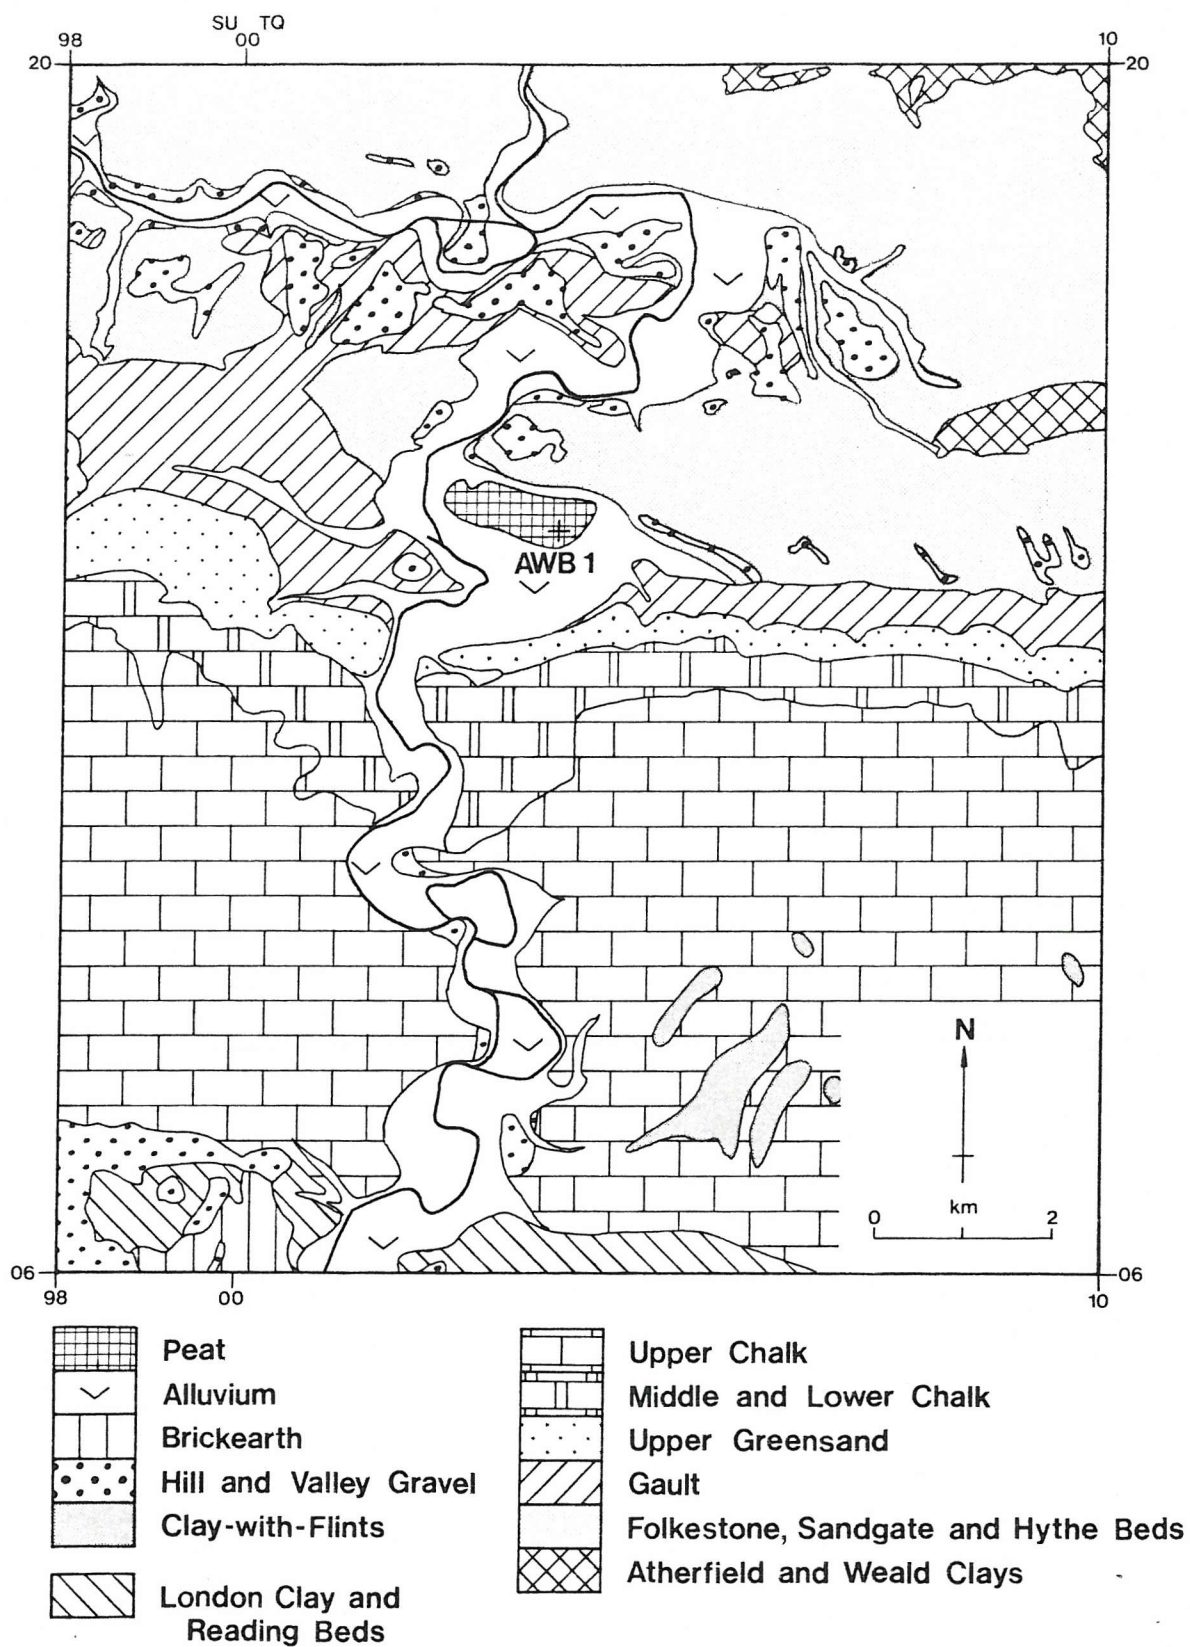 SU TQ
98 00 10
20 20
AWB 1
N
km
0 2
06 06
98 00 10
Peat
Alluvium
Brickearth
Hill and Valley Gravel
Clay-with-Flints
London Clay and
Reading Beds
Upper Chalk
Middle and Lower Chalk
Upper Greensand
Gault
Folkestone, Sandgate and Hythe Beds
Atherfield and Weald Clays